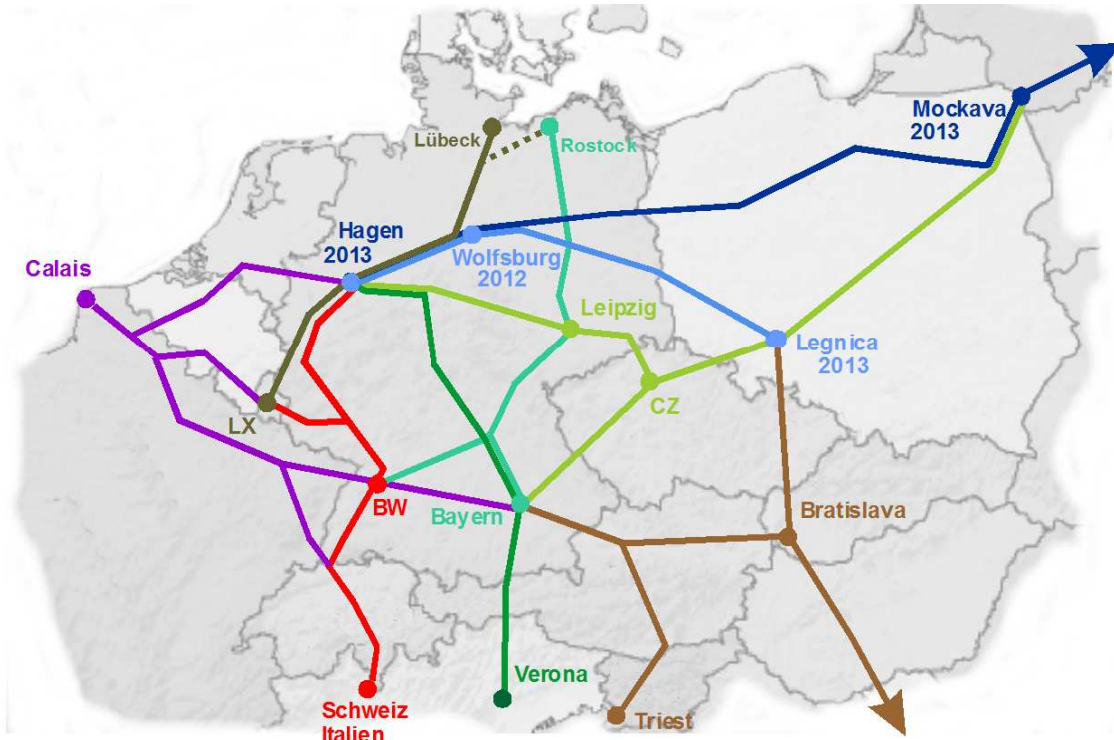 Mockava
2013
Lübeck
Rostock
Hagen
2013
Wolfsburg
2012
Calais
Leipzig
Legnica
2013
CZ
LX
BW
Bayern
Bratislava
Verona
Schweiz
Italien
Triest